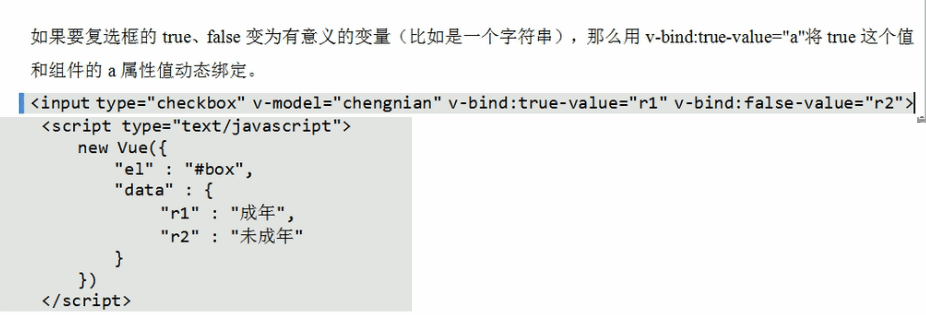 如果要复选框的 true、false 变为有意义的变量（比如是一个字符串），那么用 v-bind:true-value="a"将 true 这个值
和组件的 a 属性值动态绑定。
<input type="checkbox" v-model="chengnian" v-bind:true-value="r1" v-bind:false-value="r2">
<script type="text/javascript">
    new Vue({
        "el" : "#box",
        "data" : {
            "r1" : "成年",
            "r2" : "未成年"
        }
    })
</script>